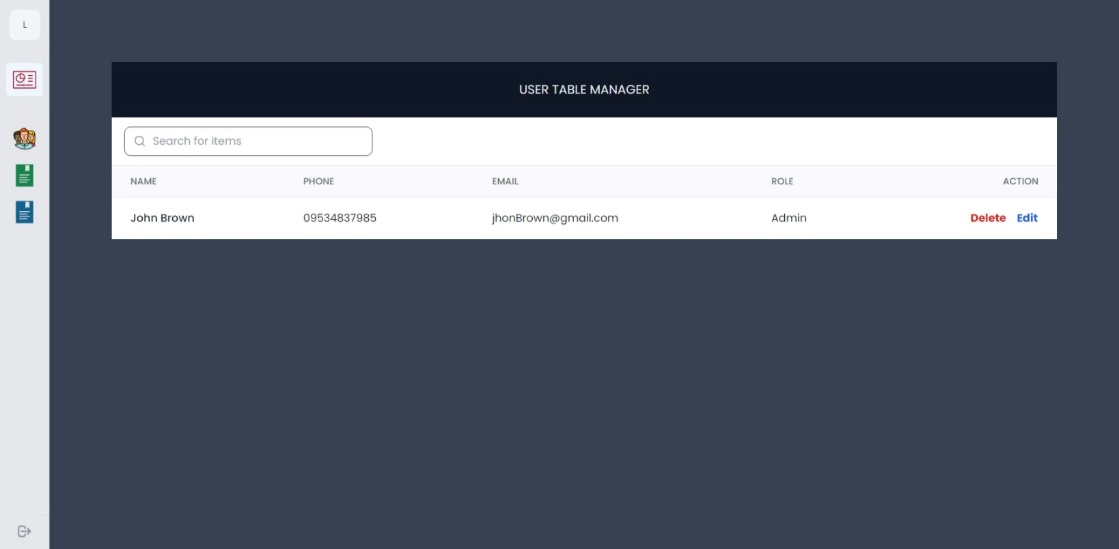 L
USER TABLE MANAGER
Search for items
NAME PHONE EMAIL ROLE ACTION
John Brown 09534837985 jhonBrown@gmail.com Admin Delete Edit